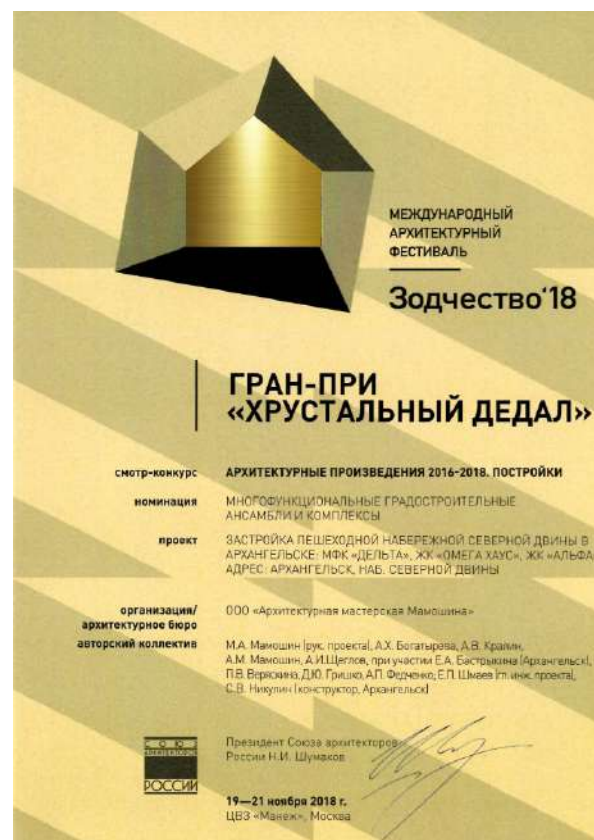 МЕЖДУНАРОДНЫЙ
АРХИТЕКТУРНЫЙ
ФЕСТИВАЛЬ
Зодчество'18
ГРАН-ПРИ
«ХРУСТАЛЬНЫЙ ДЕДАЛ»
смотр-конкурс АРХИТЕКТУРНЫЕ ПРОИЗВЕДЕНИЯ 2016-2018. ПОСТРОЙКИ
номинация МНОГОФУНКЦИОНАЛЬНЫЕ ГРАДОСТРОИТЕЛЬНЫЕ
АНСАМБЛИ И КОМПЛЕКСЫ
проект ЗАСТРОЙКА ПЕШЕХОДНОЙ НАБЕРЕЖНОЙ СЕВЕРНОЙ ДВИНЫ В
АРХАНГЕЛЬСКЕ: МФК «ДЕЛЬТА», ЖК «ОМЕГА ХАУС», ЖК «АЛЬФА
АДРЕС: АРХАНГЕЛЬСК, НАБ. СЕВЕРНОЙ ДВИНЫ
организация/ ООО «Архитектурная мастерская Мамошина»
архитектурное бюро
авторский коллектив М.А. Мамошин (рук. проекта), А.Х. Богатырева, А.В. Кралин,
А.М. Мамошин, А.И.Щеглов, при участии Е.А. Бастрыкина (Архангельск),
П.В. Веряскина, Д.Ю. Гришко, А.П. Федченко, Е.П. Шмаев (гл. инж. проекта),
С.В. Никулин (конструктор, Архангельск)
СОЮЗ
АРХИТЕКТОРОВ
РОССИИ
Президент Союза архитекторов
России Н.И. Шумаков
19—21 ноября 2018 г.
ЦВЗ «Манеж», Москва